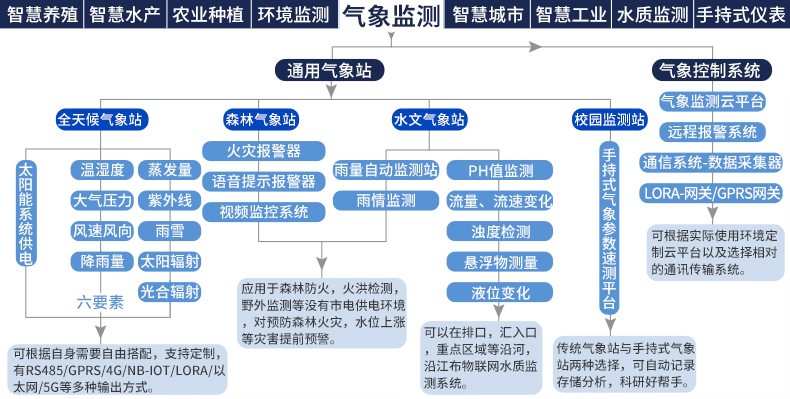 智慧养殖 智慧水产 农业种植 环境监测 气象监测 智慧城市 智慧工业 水质监测 手持式仪表
通用气象站
气象控制系统
气象监测云平台
远程报警系统
通信系统-数据采集器
LORA-网关/GPRS网关
可根据实际使用环境定
制云平台以及选择相对
的通讯传输系统。
全天候气象站
太阳能系统供电
温湿度
大气压力
风速风向
降雨量
六要素
蒸发量
紫外线
雨雪
太阳辐射
光合辐射
可根据自身需要自由搭配，支持定制，
有RS485/GPRS/4G/NB-IOT/LORA/以
太网/5G等多种输出方式。
森林气象站
火灾报警器
语音提示报警器
视频监控系统
水文气象站
雨量自动监测站
雨情监测
应用于森林防火，火洪检测，
野外监测等没有市电供电环境
，对预防森林火灾，水位上涨
等灾害提前预警。
PH值监测
流量、流速变化
浊度检测
悬浮物测量
液位变化
可以在排口，汇入口
，重点区域等沿河，
沿江布物联网水质监
测系统。
校园监测站
手持式气象参数速测平台
传统气象站与手持式气象
站两种选择，可自动记录
存储分析，科研好帮手。